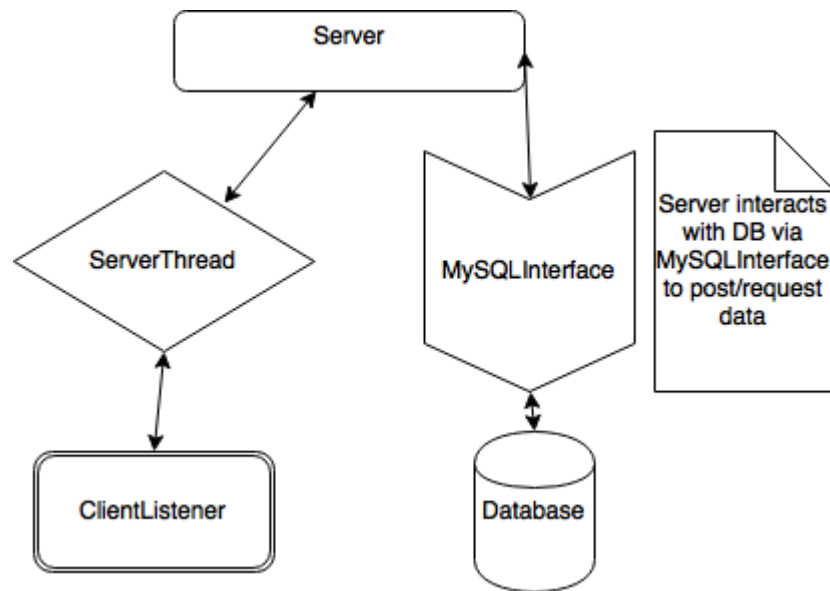 Server
ServerThread
MySQLInterface
Server interacts
with DB via
MySQLInterface
to post/request
data
ClientListener
Database